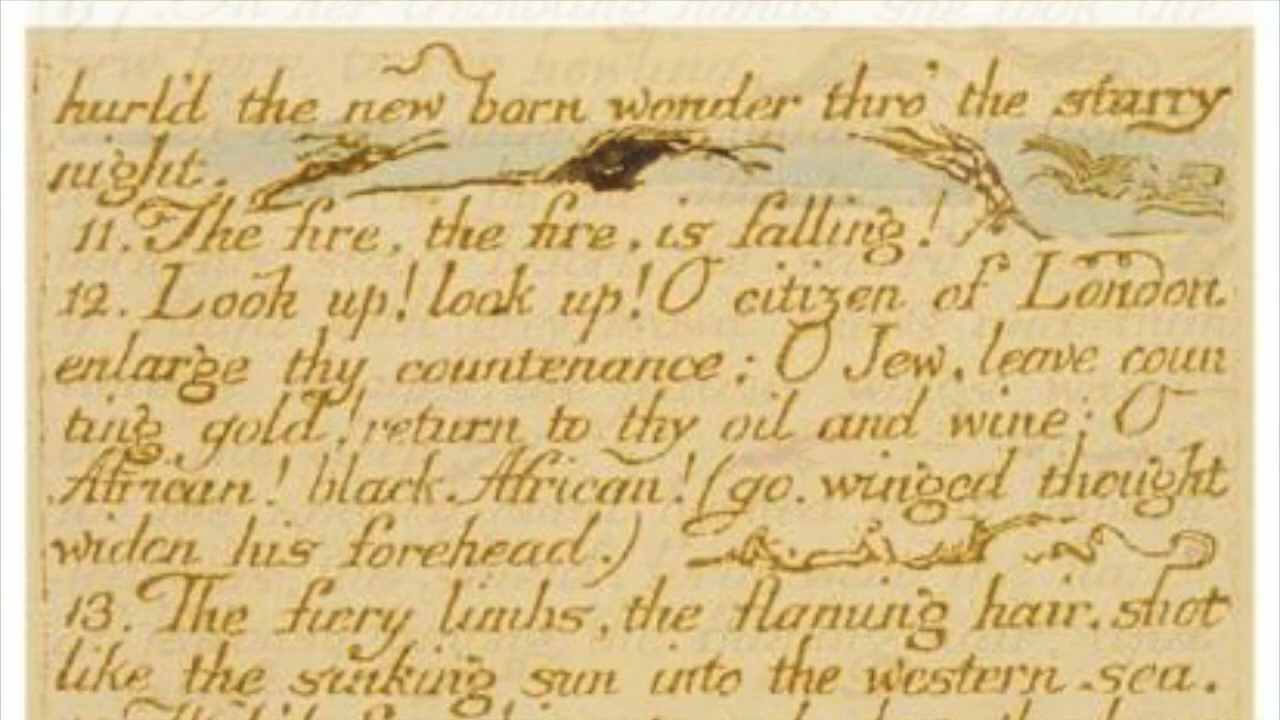 hurl'd the new born wonder thro' the starry
night.
11. The fire, the fire, is falling!
12. Look up! look up! O citizen of London,
enlarge thy countenance; O Jew, leave coun
ting gold! return to thy oil and wine; O
African! black African! (go. winged thought
widen his forehead.)
13. The fiery limbs, the flaming hair, shot
like the sinking sun into the western sea.